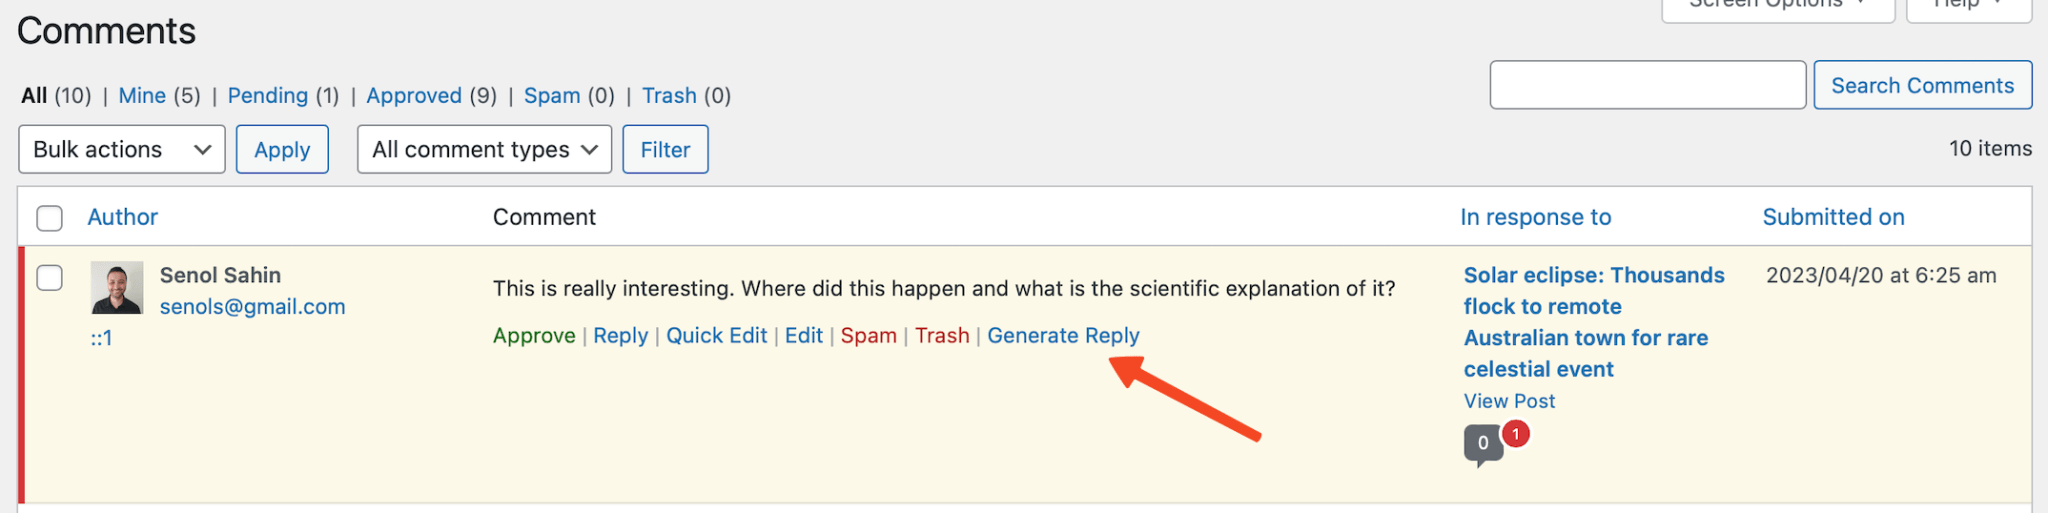 Comments
Screen Options
Help
All (10) | Mine (5) | Pending (1) | Approved (9) | Spam (0) | Trash (0)
Search Comments
Bulk actions
Apply
All comment types
Filter
10 items
Author
Comment
In response to
Submitted on
Senol Sahin
senols@gmail.com
::1
This is really interesting. Where did this happen and what is the scientific explanation of it?
Approve | Reply | Quick Edit | Edit | Spam | Trash | Generate Reply
Solar eclipse: Thousands
flock to remote
Australian town for rare
celestial event
View Post
0
1
2023/04/20 at 6:25 am